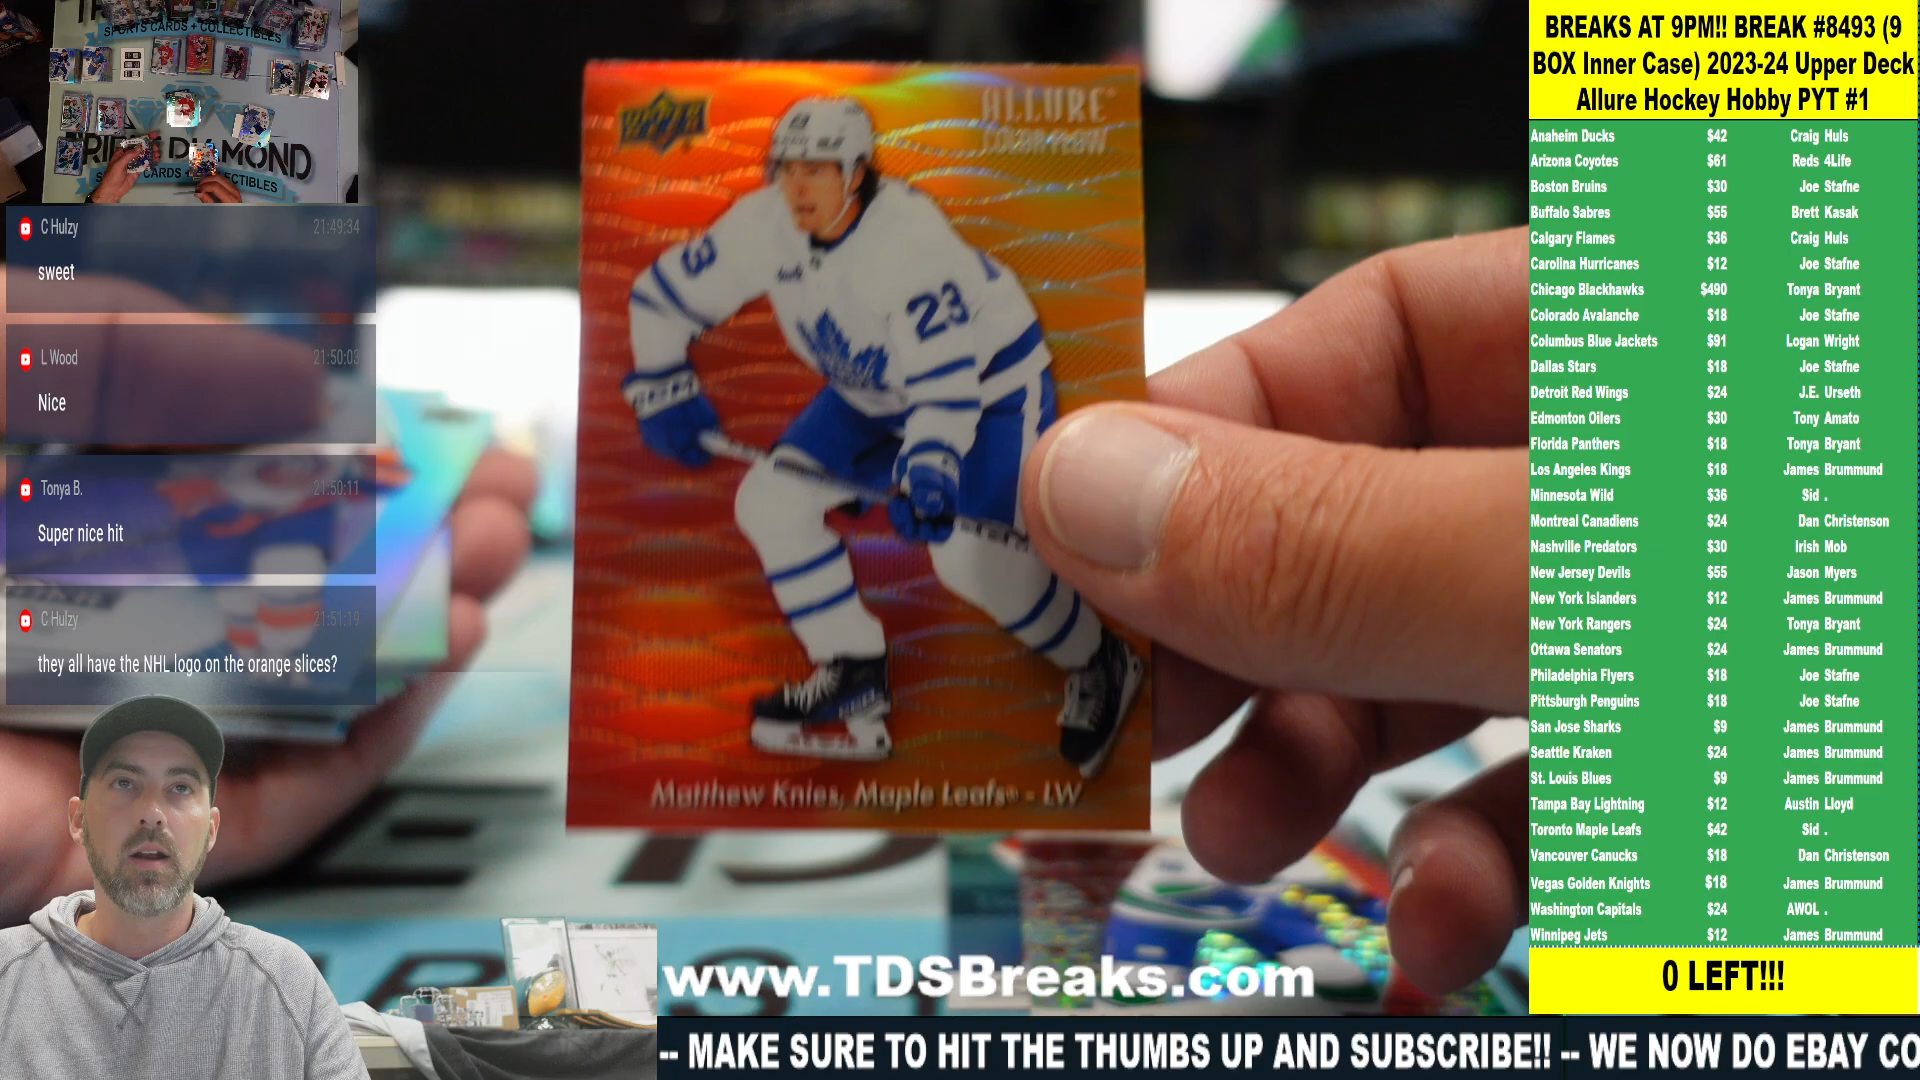 SPORTS CARDS + COLLECTIBLES
C Hulzy 21:49:34
sweet
L Wood 21:50:03
Nice
Tonya B. 21:50:11
Super nice hit
C Hulzy 21:51:19
they all have the NHL logo on the orange slices?
ALLURE
COLOR FLOW
23
Matthew Knies, Maple Leafs® - LW
www.TDSBreaks.com
-- MAKE SURE TO HIT THE THUMBS UP AND SUBSCRIBE!! -- WE NOW DO EBAY CO
BREAKS AT 9PM!! BREAK #8493 (9
BOX Inner Case) 2023-24 Upper Deck
Allure Hockey Hobby PYT #1
Anaheim Ducks $42 Craig Huls
Arizona Coyotes $61 Reds 4Life
Boston Bruins $30 Joe Stafne
Buffalo Sabres $55 Brett Kasak
Calgary Flames $36 Craig Huls
Carolina Hurricanes $12 Joe Stafne
Chicago Blackhawks $490 Tonya Bryant
Colorado Avalanche $18 Joe Stafne
Columbus Blue Jackets $91 Logan Wright
Dallas Stars $18 Joe Stafne
Detroit Red Wings $24 J.E. Urseth
Edmonton Oilers $30 Tony Amato
Florida Panthers $18 Tonya Bryant
Los Angeles Kings $18 James Brummund
Minnesota Wild $36 Sid .
Montreal Canadiens $24 Dan Christenson
Nashville Predators $30 Irish Mob
New Jersey Devils $55 Jason Myers
New York Islanders $12 James Brummund
New York Rangers $24 Tonya Bryant
Ottawa Senators $24 James Brummund
Philadelphia Flyers $18 Joe Stafne
Pittsburgh Penguins $18 Joe Stafne
San Jose Sharks $9 James Brummund
Seattle Kraken $24 James Brummund
St. Louis Blues $9 James Brummund
Tampa Bay Lightning $12 Austin Lloyd
Toronto Maple Leafs $42 Sid .
Vancouver Canucks $18 Dan Christenson
Vegas Golden Knights $18 James Brummund
Washington Capitals $24 AWOL .
Winnipeg Jets $12 James Brummund
0 LEFT!!!